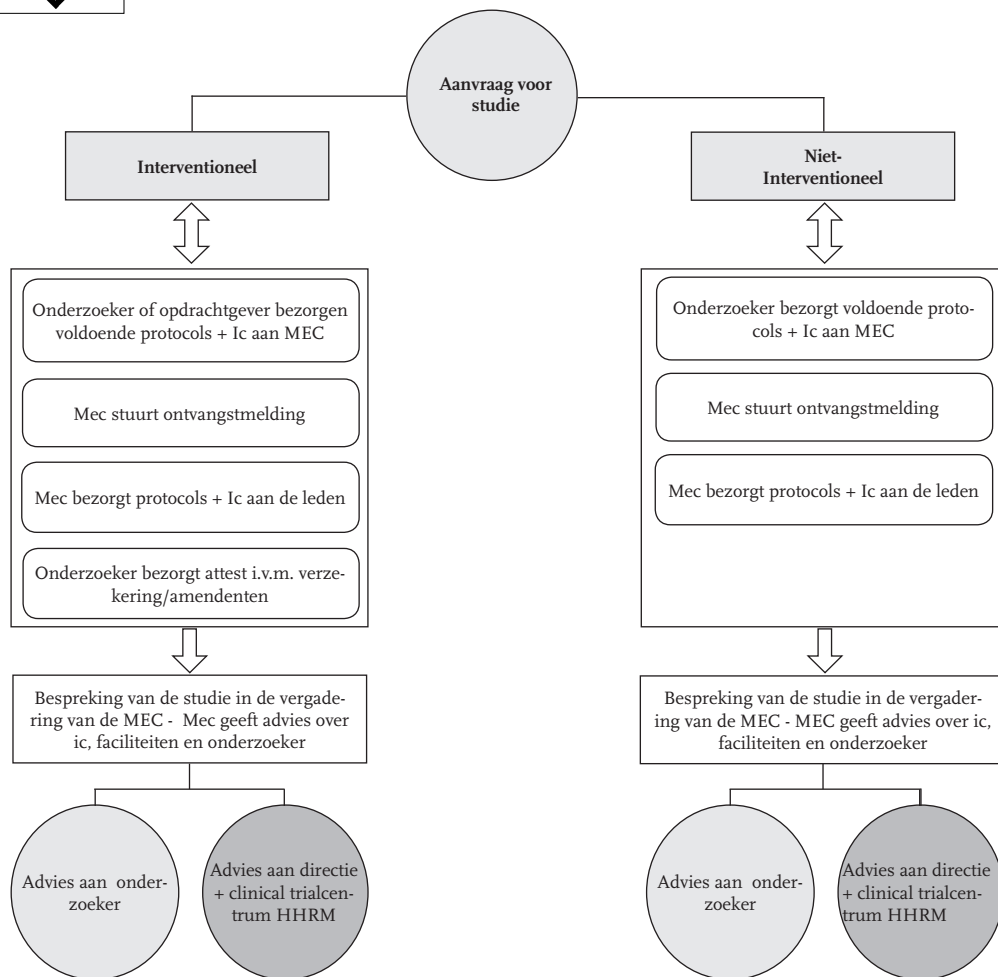 Aanvraag voor
studie
Interventioneel
Onderzoeker of opdrachtgever bezorgen
voldoende protocols + Ic aan MEC
Mec stuurt ontvangstmelding
Mec bezorgt protocols + Ic aan de leden
Onderzoeker bezorgt attest i.v.m. verze-
kering/amendenten
Bespreking van de studie in de vergade-
ring van de MEC -  Mec geeft advies over
ic, faciliteiten en onderzoeker
Advies aan  onder-
zoeker
Advies aan directie
+ clinical trialcen-
trum HHRM
Niet-
Interventioneel
Onderzoeker bezorgt voldoende proto-
cols + Ic aan MEC
Mec stuurt ontvangstmelding
Mec bezorgt protocols + Ic aan de leden
Bespreking van de studie in de vergader-
ing van de MEC - MEC geeft advies over ic,
faciliteiten en onderzoeker
Advies aan  onder-
zoeker
Advies aan directie
+ clinical trialcen-
trum HHRM